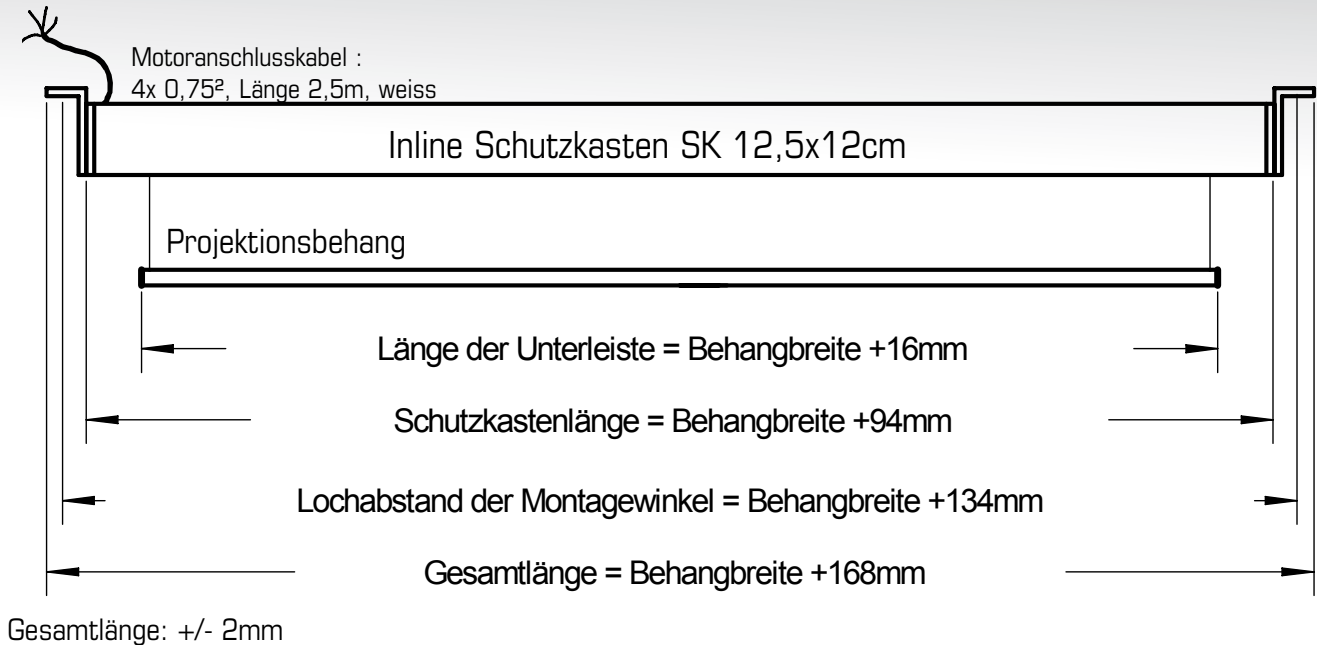 Motoranschlusskabel :
4x 0,75², Länge 2,5m, weiss
Inline Schutzkasten SK 12,5x12cm
Projektionsbehang
Länge der Unterleiste = Behangbreite +16mm
Schutzkastenlänge = Behangbreite +94mm
Lochabstand der Montagewinkel = Behangbreite +134mm
Gesamtlänge = Behangbreite +168mm
Gesamtlänge: +/- 2mm